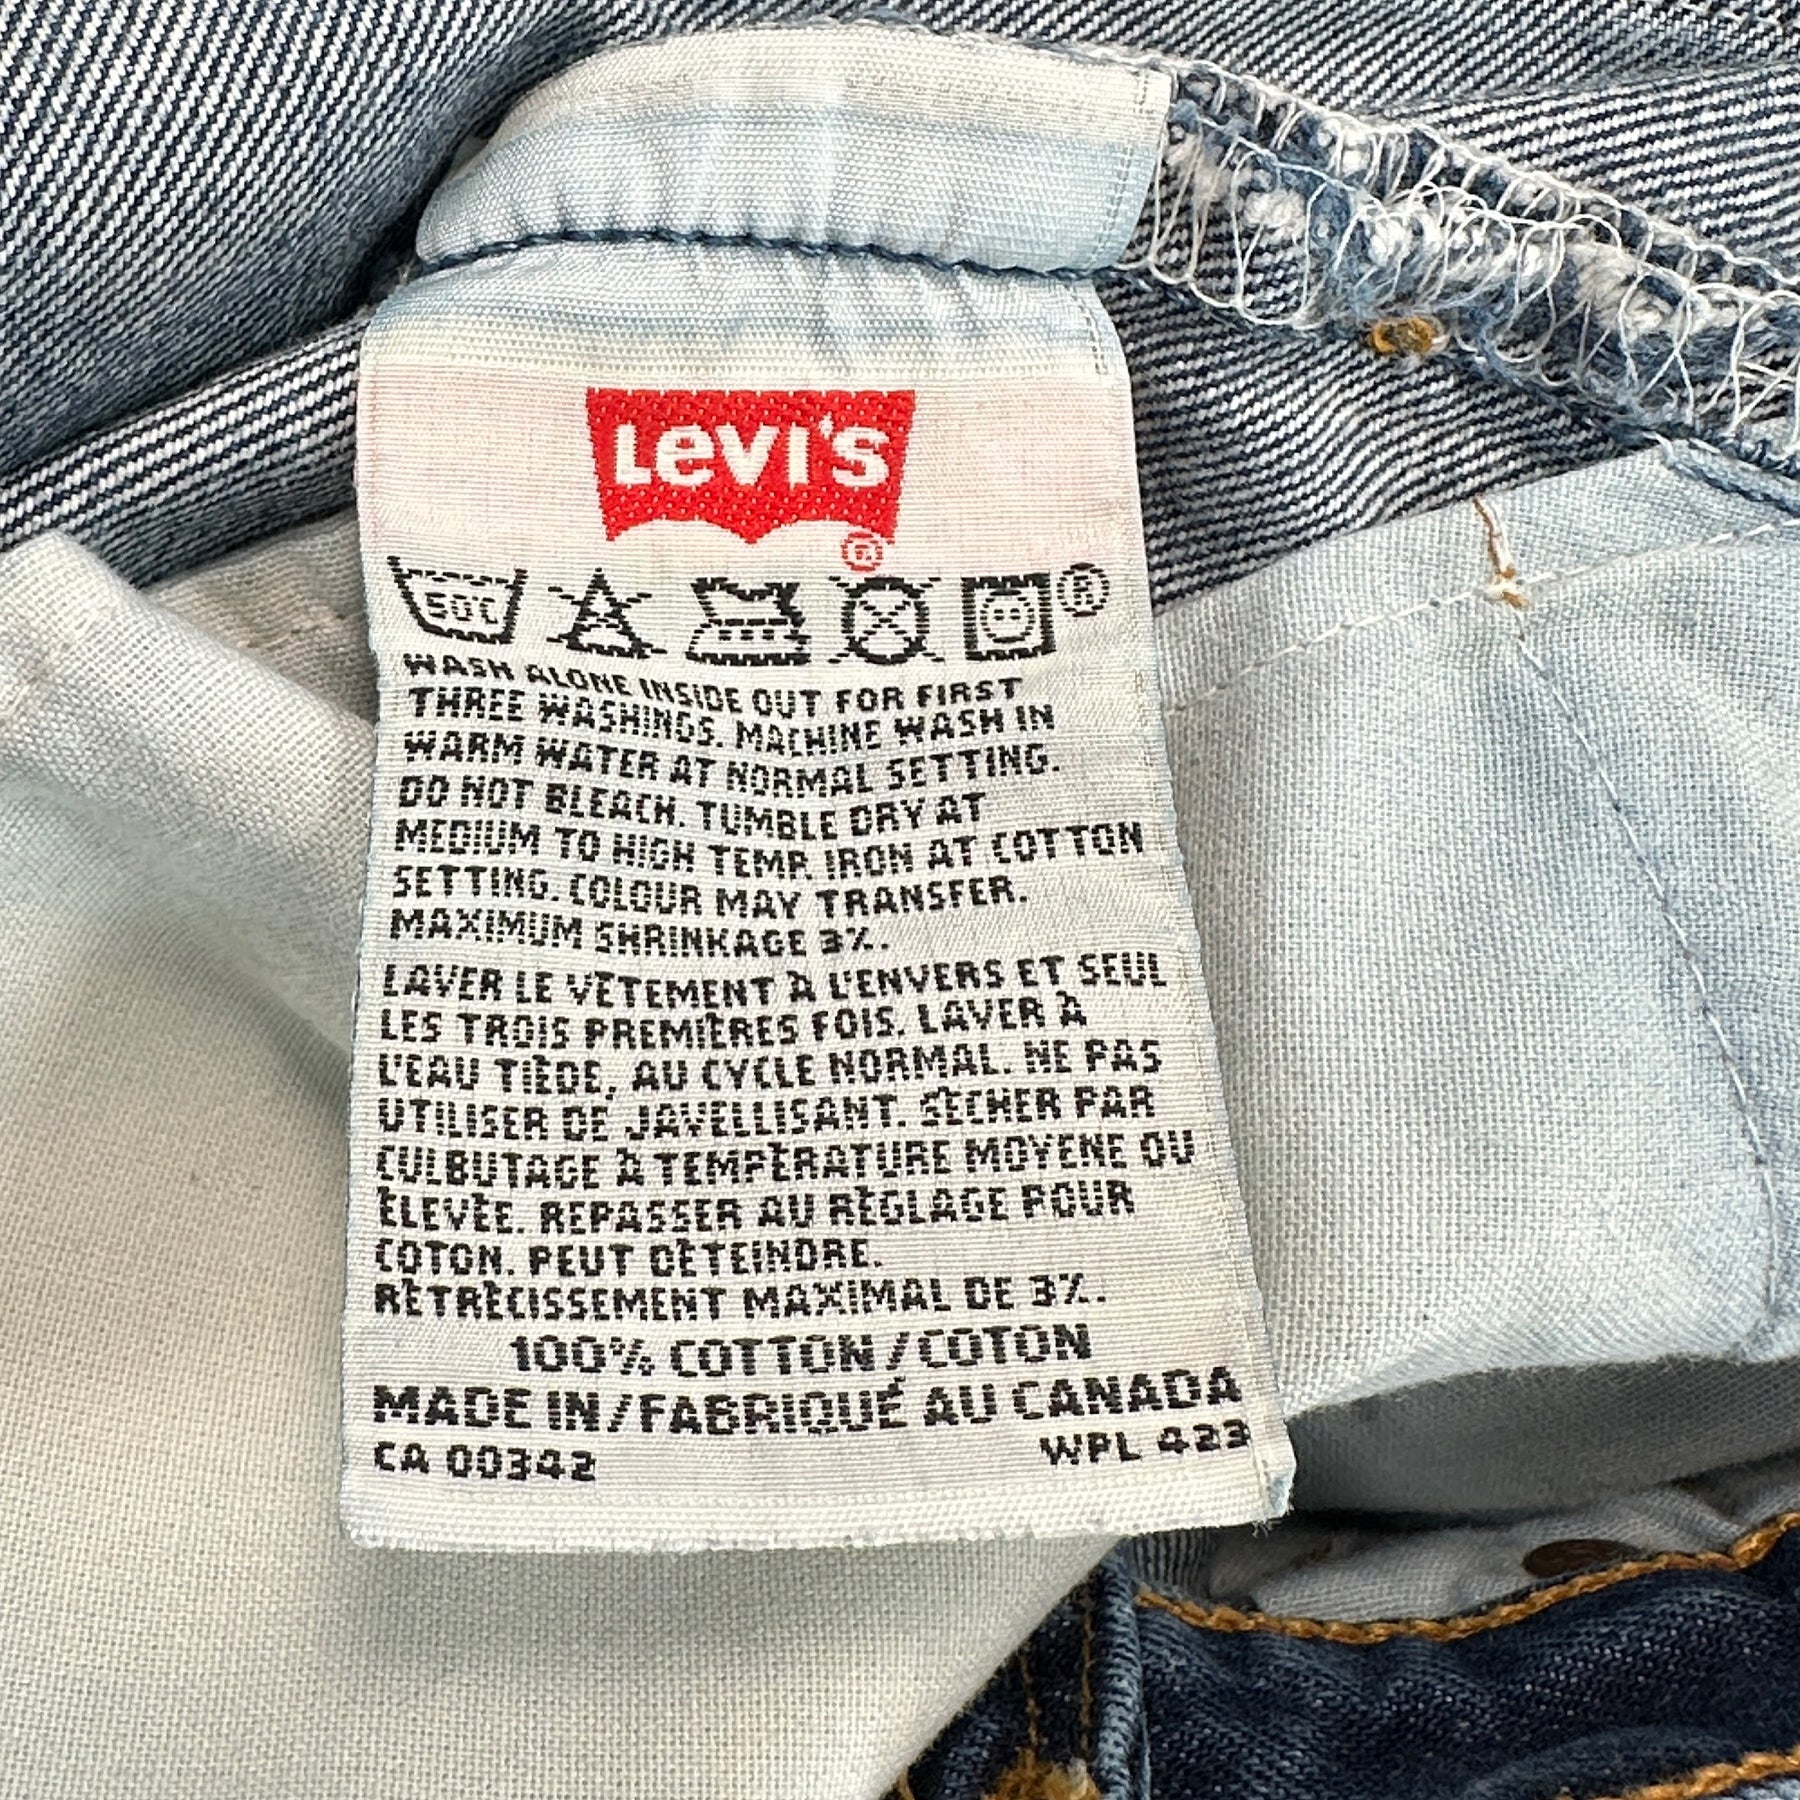 Levi's
®
50°C
®
WASH ALONE INSIDE OUT FOR FIRST
THREE WASHINGS. MACHINE WASH IN
WARM WATER AT NORMAL SETTING.
DO NOT BLEACH. TUMBLE DRY AT
MEDIUM TO HIGH TEMP. IRON AT COTTON
SETTING. COLOUR MAY TRANSFER.
MAXIMUM SHRINKAGE 3%.
LAVER LE VÊTEMENT À L'ENVERS ET SEUL
LES TROIS PREMIÈRES FOIS. LAVER À
L'EAU TIÈDE, AU CYCLE NORMAL. NE PAS
UTILISER DE JAVELLISANT. SÉCHER PAR
CULBUTAGE À TEMPÉRATURE MOYENE OU
ÉLEVÉE. REPASSER AU RÉGLAGE POUR
COTON. PEUT DÉTEINDRE.
RÉTRÉCISSEMENT MAXIMAL DE 3%.
100% COTTON/COTON
MADE IN/FABRIQUÉ AU CANADA
CA 00342 WPL 423